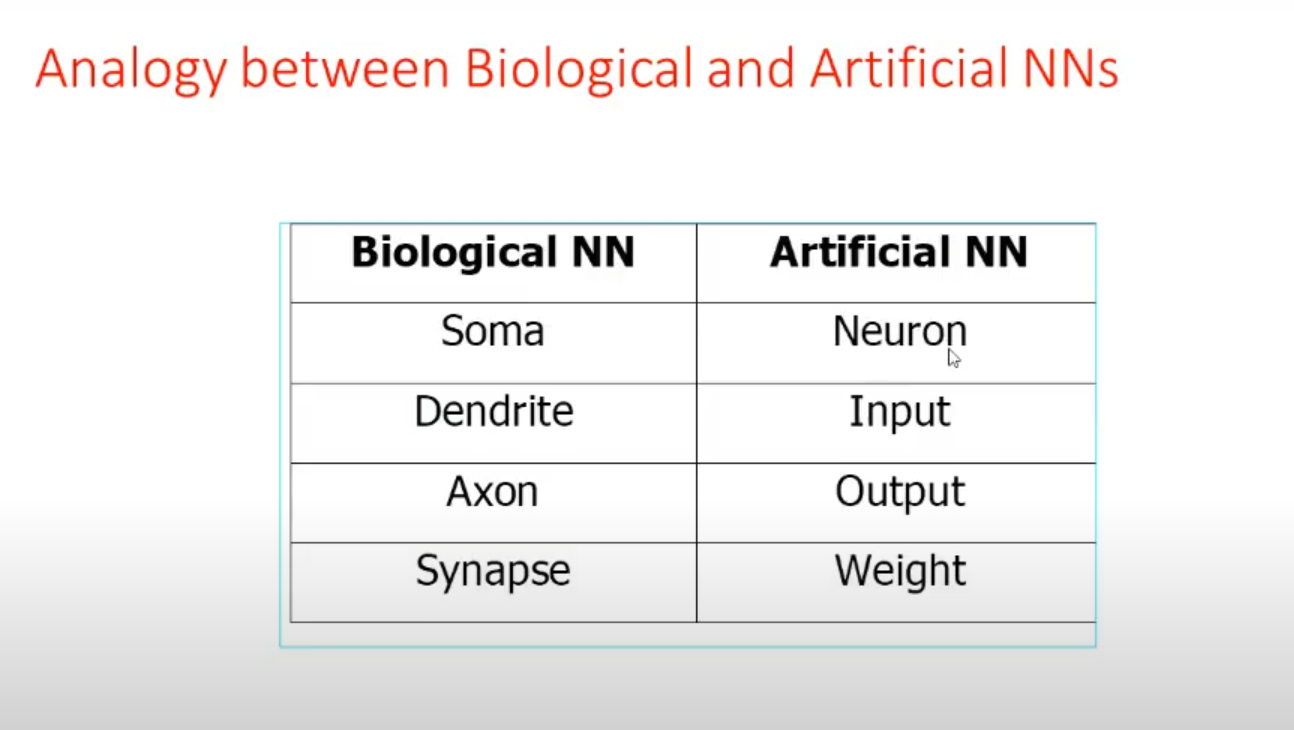 Analogy between Biological and Artificial NNs
Biological NN Artificial NN
Soma Neuron
Dendrite Input
Axon Output
Synapse Weight